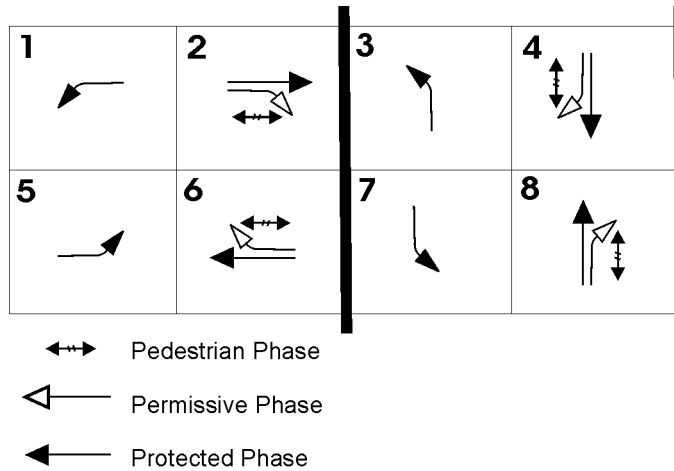 1 2 3 4
5 6 7 8
Pedestrian Phase
Permissive Phase
Protected Phase